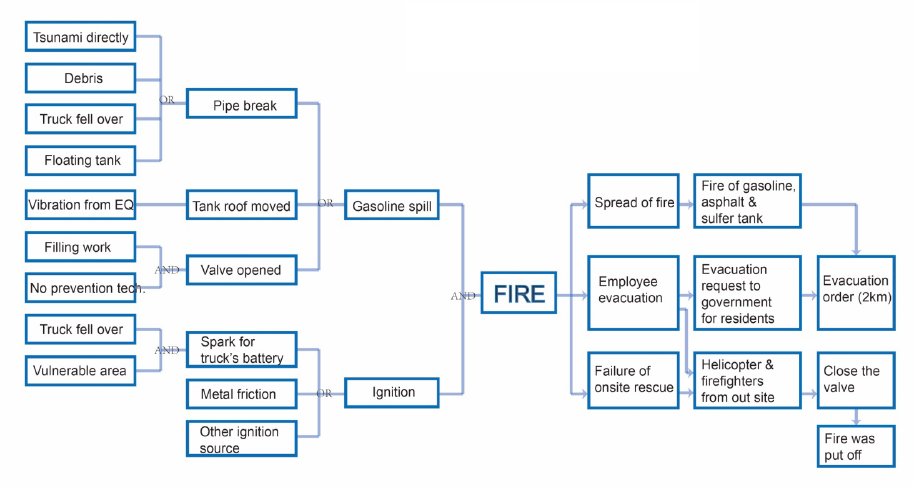 Tsunami directly
Debris
OR
Pipe break
Truck fell over
Floating tank
Vibration from EQ
Tank roof moved
OR
Gasoline spill
Filling work
AND
Valve opened
No prevention tech.
Truck fell over
AND
Spark for
truck's battery
Vulnerable area
Metal friction
OR
Ignition
Other ignition
source
AND
FIRE
Spread of fire
Fire of gasoline,
asphalt &
sulfer tank
Employee
evacuation
Evacuation
request to
government
for residents
Evacuation
order (2km)
Failure of
onsite rescue
Helicopter &
firefighters
from out site
Close the
valve
Fire was
put off